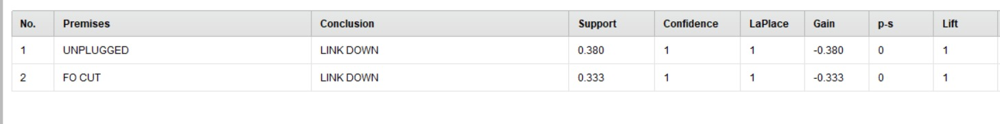 No. Premises Conclusion Support Confidence LaPlace Gain p-s Lift
1 UNPLUGGED LINK DOWN 0.380 1 1 -0.380 0 1
2 FO CUT LINK DOWN 0.333 1 1 -0.333 0 1